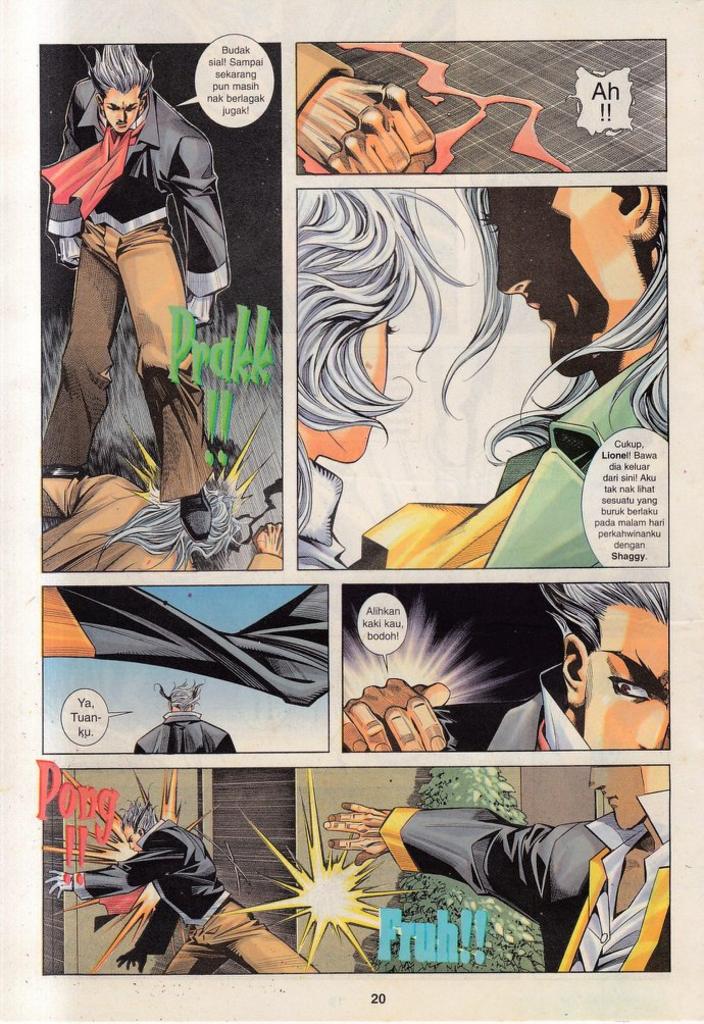 Budak
sial! Sampai
sekarang
pun masih
nak berlagak
jugak!
Prakk
!!
Ah
!!
Cukup,
Lionel! Bawa
dia keluar
dari sini! Aku
tak nak lihat
sesuatu yang
buruk berlaku
pada malam hari
perkahwinanku
dengan
Shaggy.
Ya,
Tuan-
ku.
Alihkan
kaki kau,
bodoh!
Pong
!!
Fruh!!
20